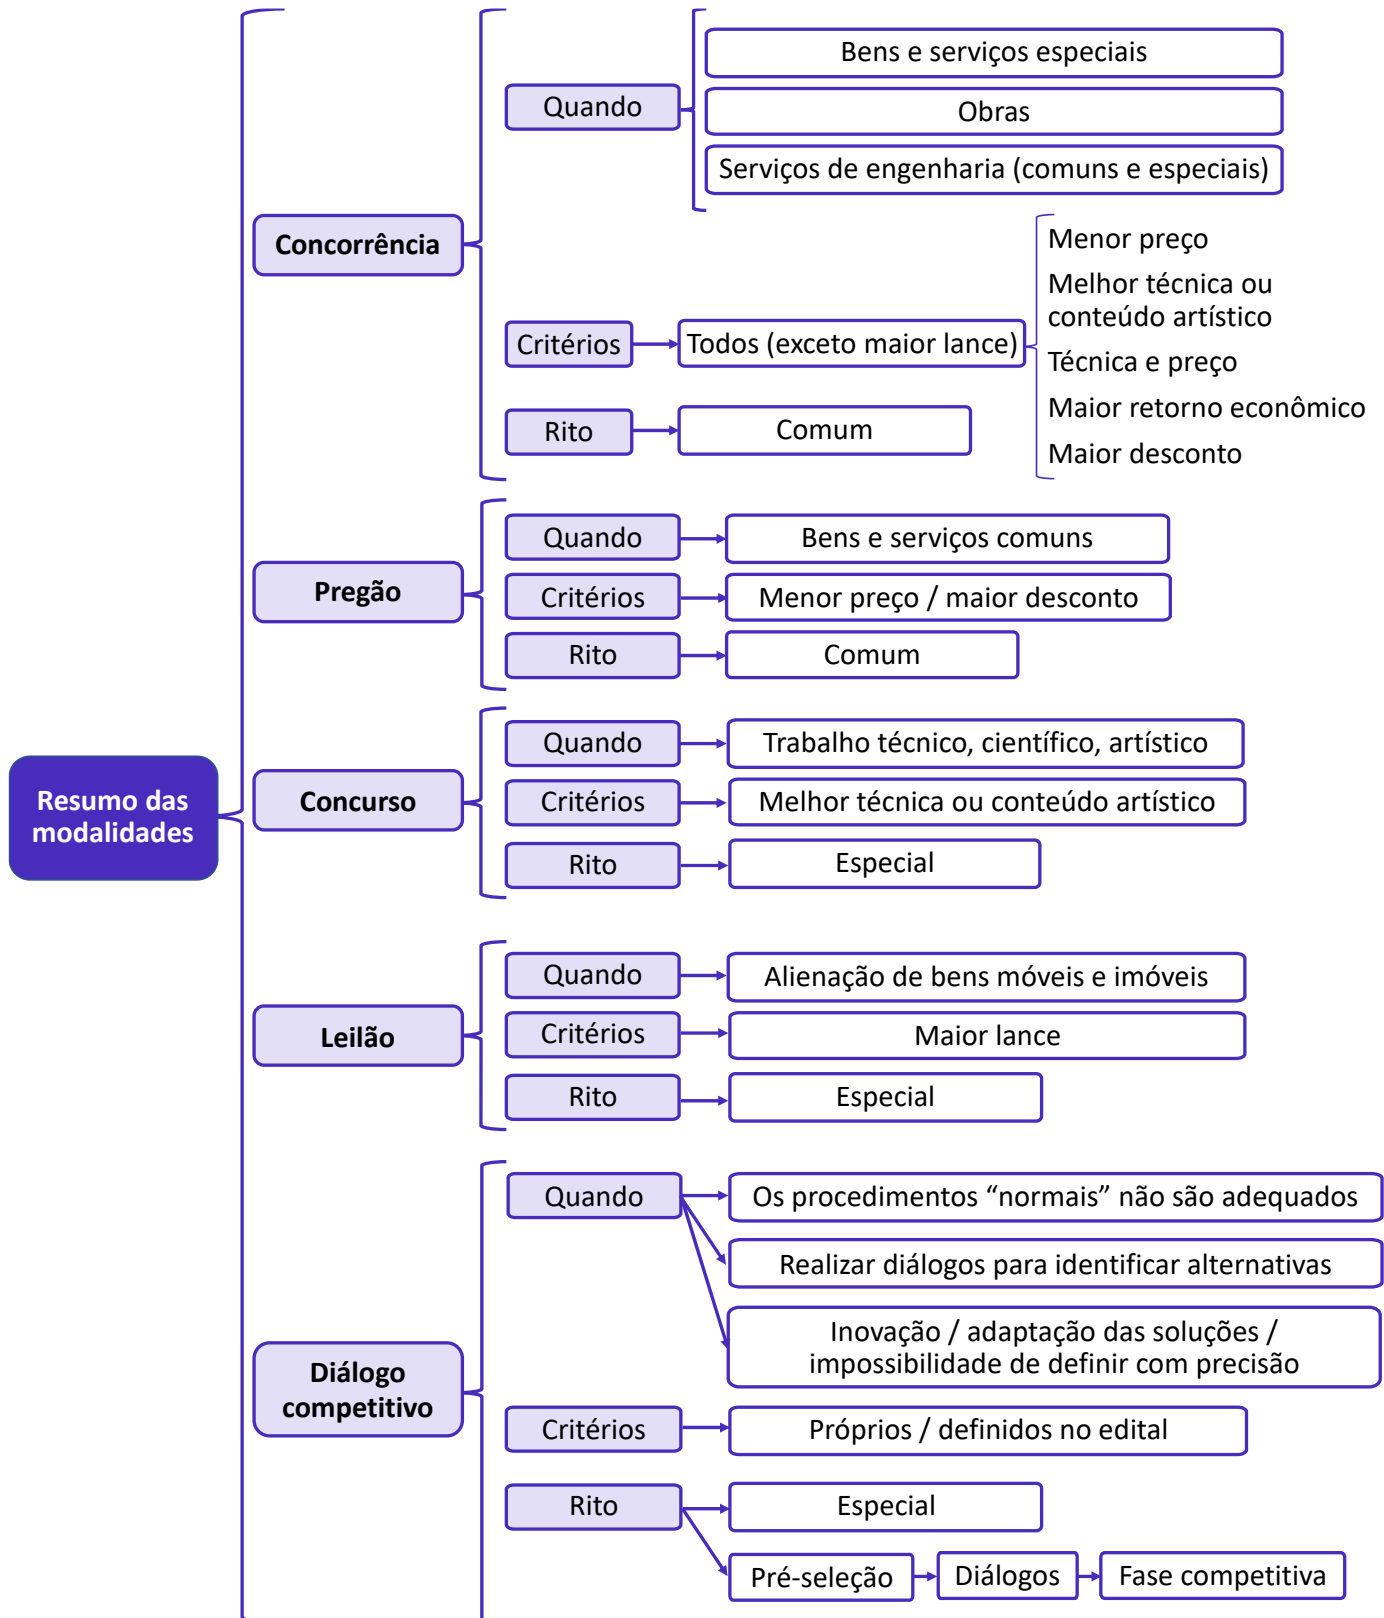 Resumo das
modalidades
Concorrência
Quando
Bens e serviços especiais
Obras
Serviços de engenharia (comuns e especiais)
Critérios
Todos (exceto maior lance)
Menor preço
Melhor técnica ou
conteúdo artístico
Técnica e preço
Maior retorno econômico
Maior desconto
Rito
Comum
Pregão
Quando
Bens e serviços comuns
Critérios
Menor preço / maior desconto
Rito
Comum
Concurso
Quando
Trabalho técnico, científico, artístico
Critérios
Melhor técnica ou conteúdo artístico
Rito
Especial
Leilão
Quando
Alienação de bens móveis e imóveis
Critérios
Maior lance
Rito
Especial
Diálogo
competitivo
Quando
Os procedimentos “normais” não são adequados
Realizar diálogos para identificar alternativas
Inovação / adaptação das soluções /
impossibilidade de definir com precisão
Critérios
Próprios / definidos no edital
Rito
Especial
Pré-seleção
Diálogos
Fase competitiva